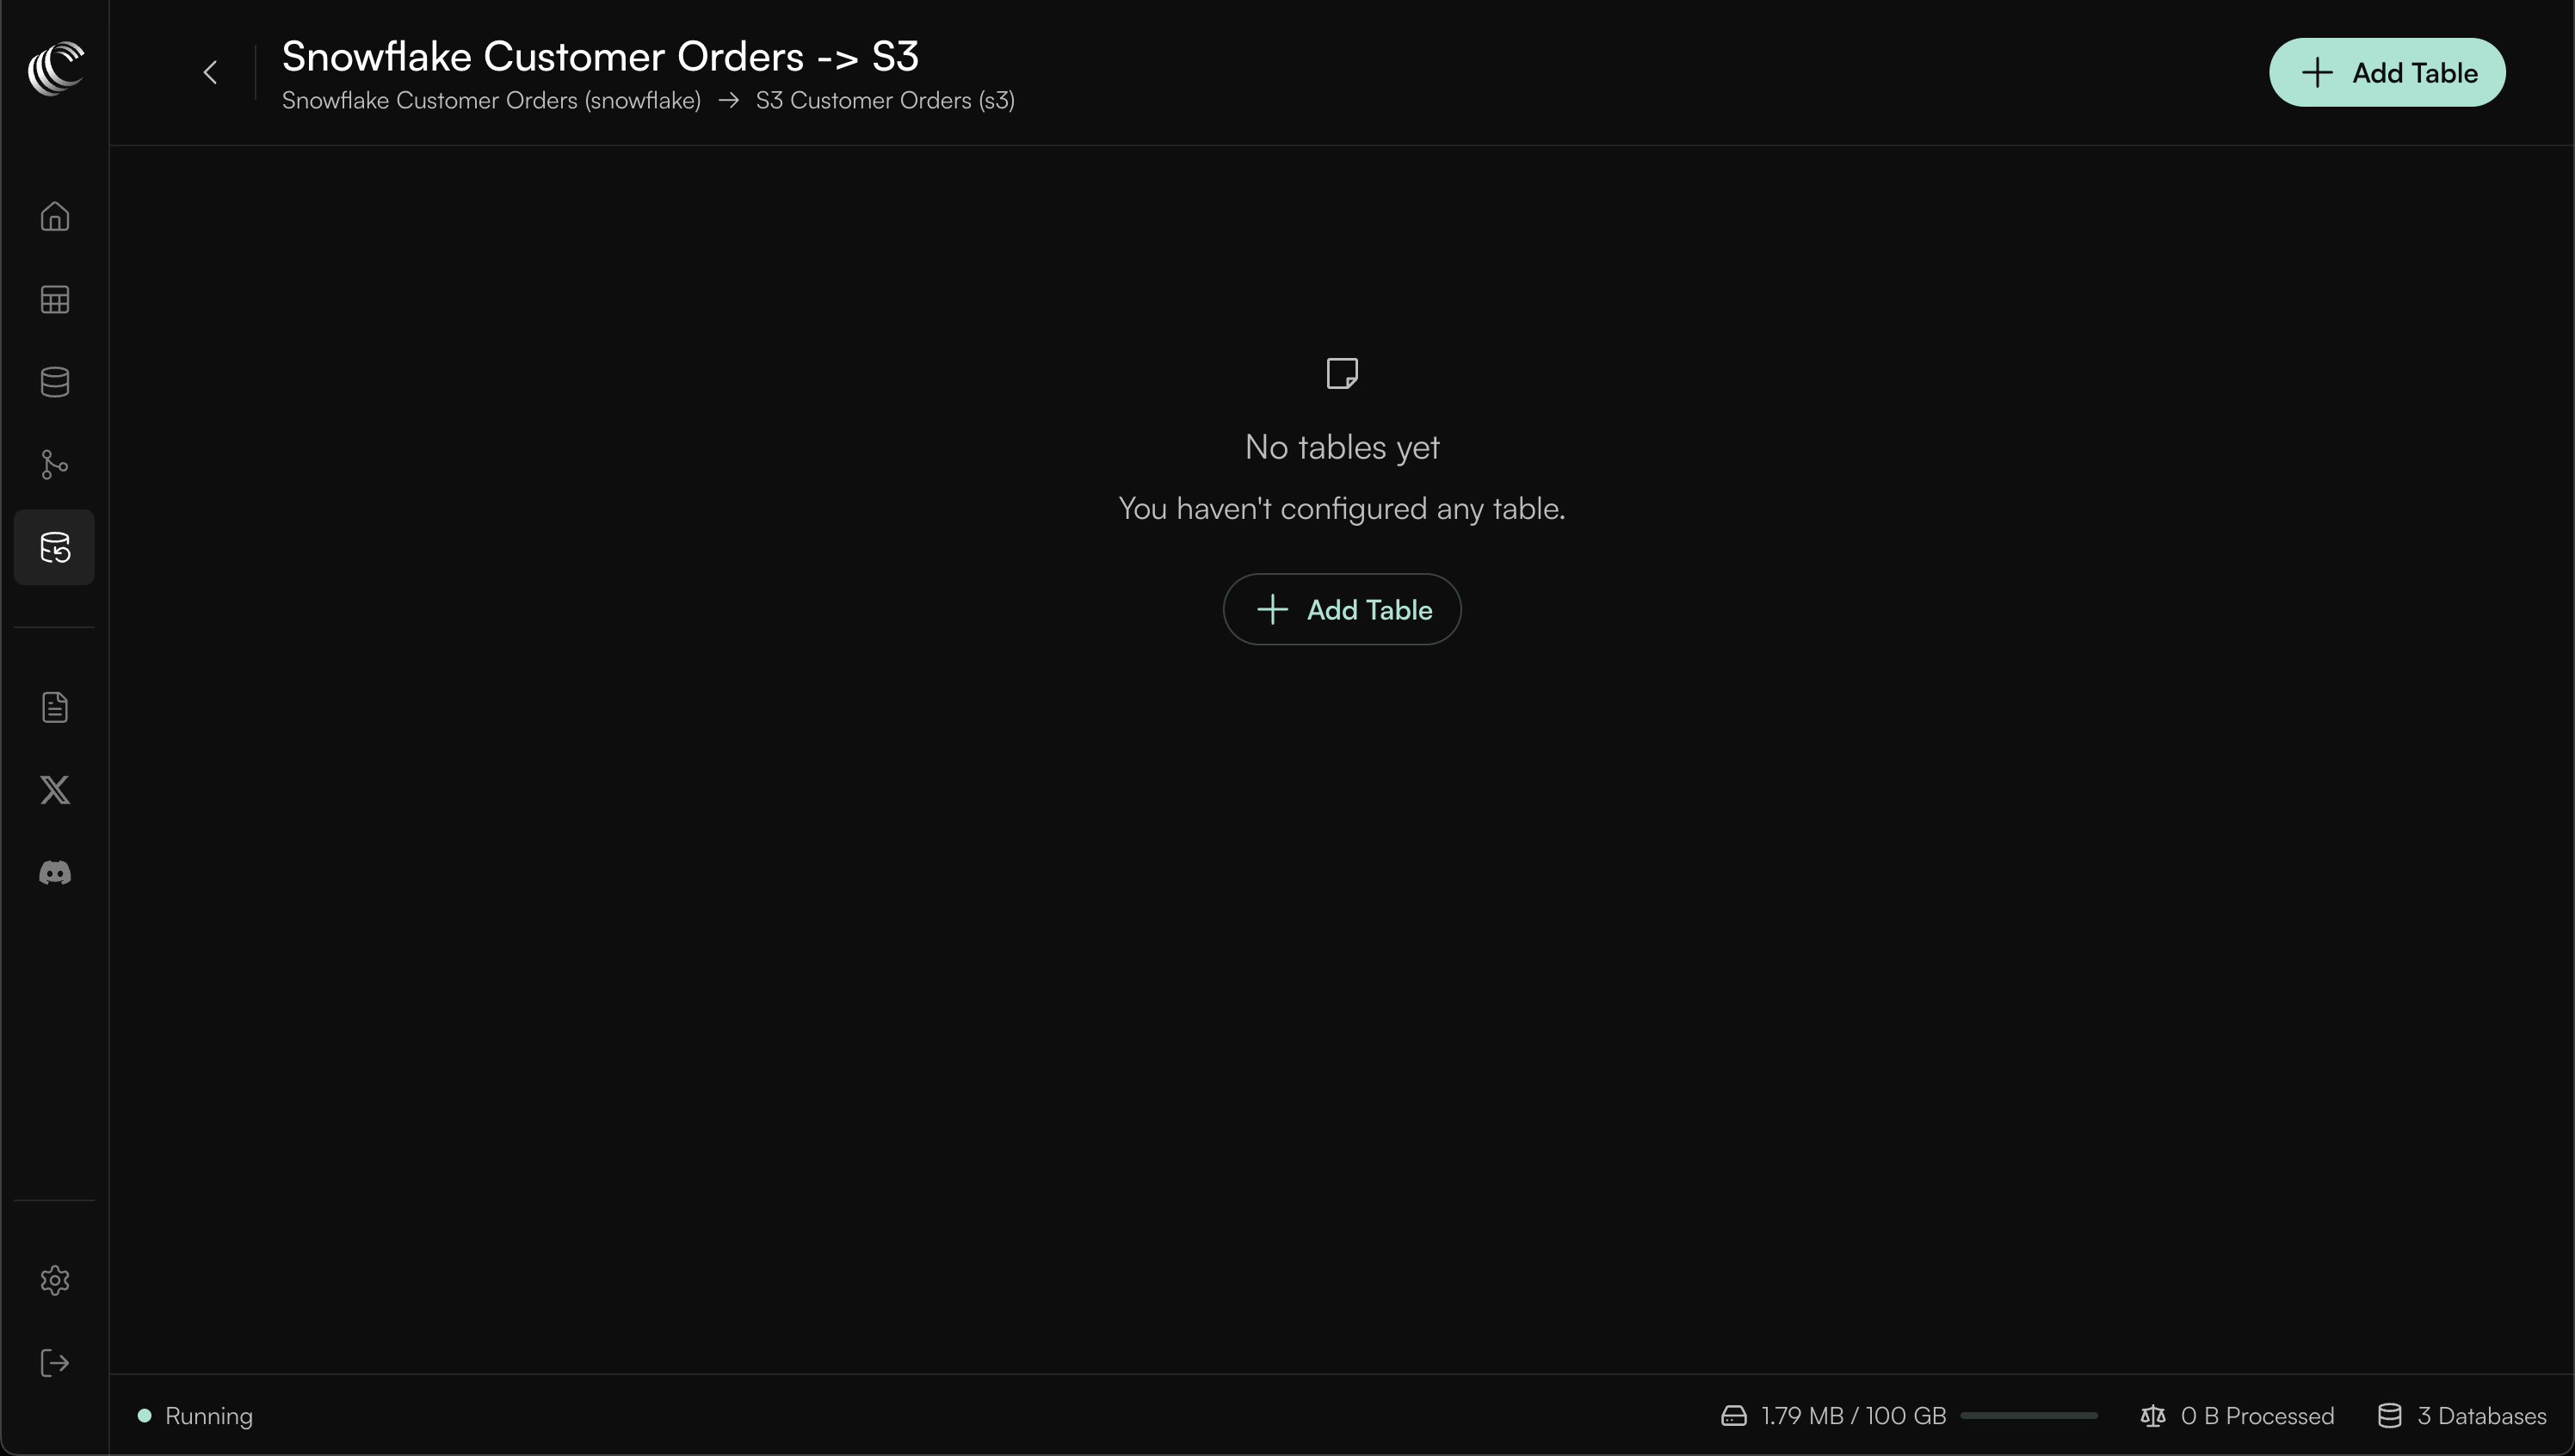 Snowflake Customer Orders -> S3
Snowflake Customer Orders (snowflake) → S3 Customer Orders (s3)
Add Table
No tables yet
You haven't configured any table.
Add Table
Running
1.79 MB / 100 GB
0 B Processed
3 Databases